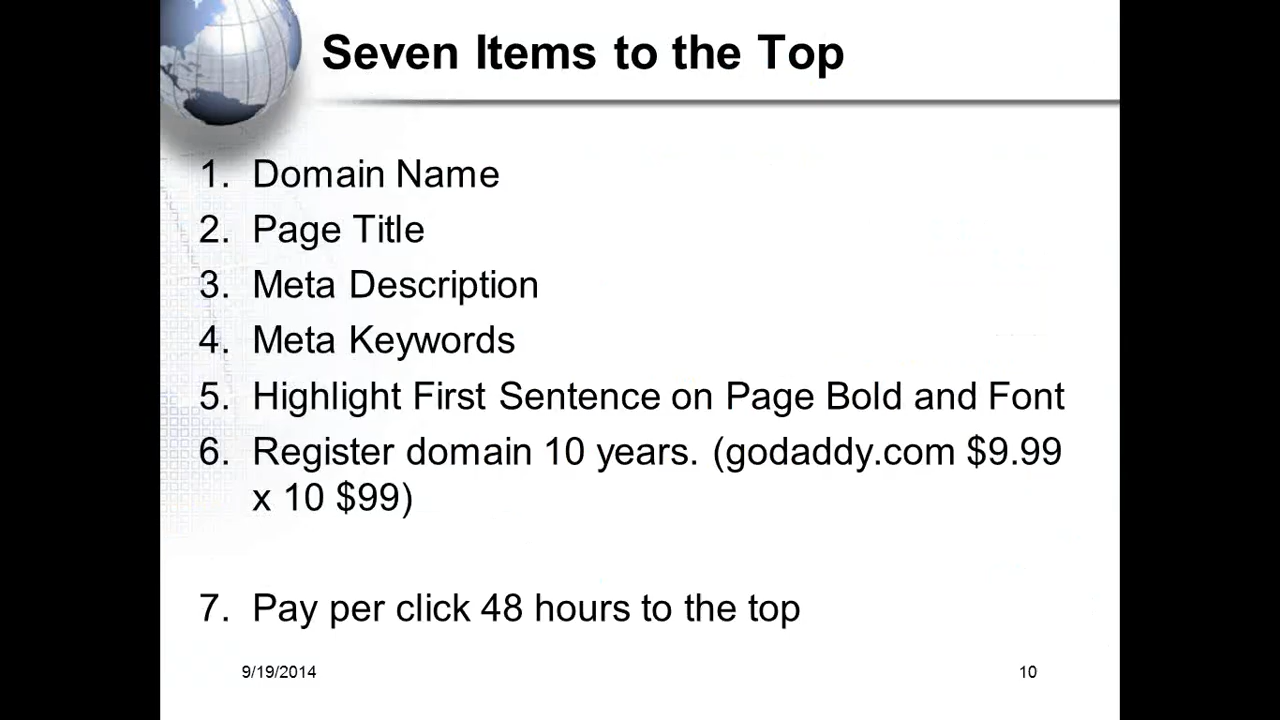 Seven Items to the Top
1. Domain Name
2. Page Title
3. Meta Description
4. Meta Keywords
5. Highlight First Sentence on Page Bold and Font
6. Register domain 10 years. (godaddy.com $9.99
x 10 $99)
7. Pay per click 48 hours to the top
9/19/2014
10